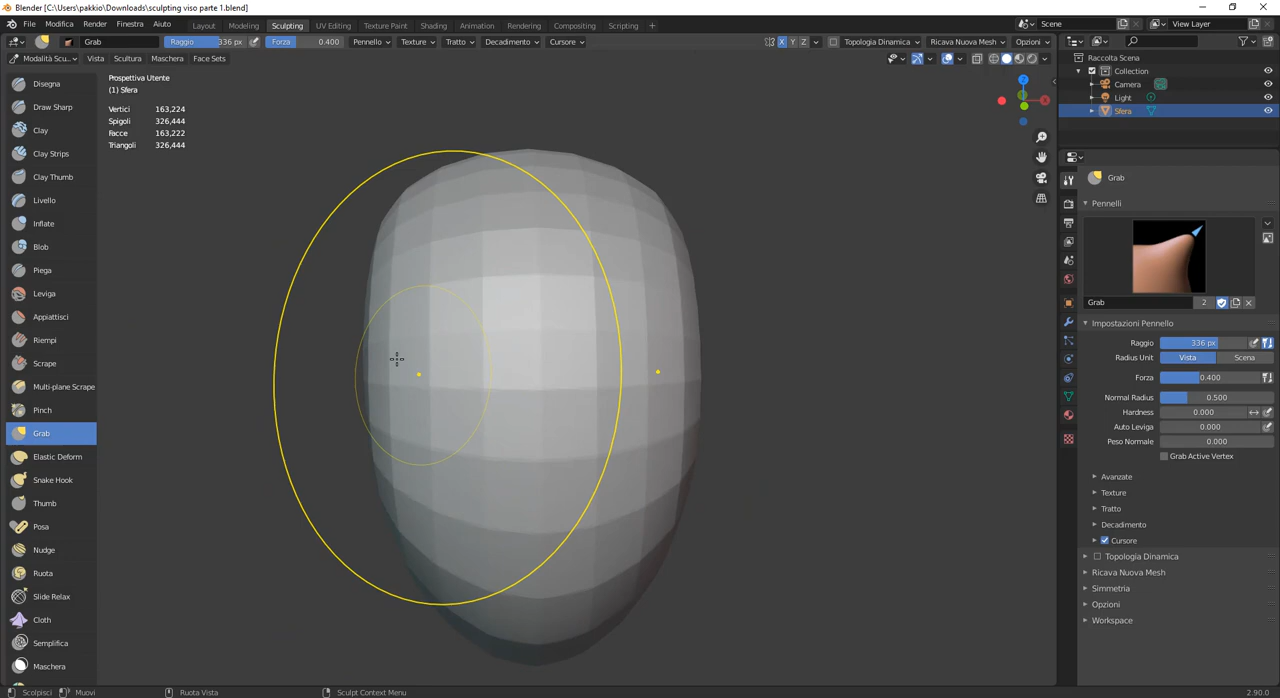 Blender [C:\Users\pakkio\Downloads\sculpting viso parte 1.blend]
File Modifica Render Finestra Aiuto Layout Modeling Sculpting UV Editing Texture Paint Shading Animation Rendering Compositing Scripting + Scene View Layer
Grab Raggio 336 px Forza 0.400 Pennello Texture Tratto Decadimento Cursore X Y Z Topologia Dinamica Ricava Nuova Mesh Opzioni
Modalità Scu... Vista Scultura Maschera Face Sets
Prospettiva Utente
(1) Sfera
Vertici 163,224
Spigoli 326,444
Facce 163,222
Triangoli 326,444
Disegna
Draw Sharp
Clay
Clay Strips
Clay Thumb
Livello
Inflate
Blob
Piega
Leviga
Appiattisci
Riempi
Scrape
Multi-plane Scrape
Pinch
Grab
Elastic Deform
Snake Hook
Thumb
Posa
Nudge
Ruota
Slide Relax
Cloth
Semplifica
Maschera
Z
X
Raccolta Scena
Collection
Camera
Light
Sfera
Grab
Pennelli
Grab 2
Impostazioni Pennello
Raggio 336 px
Radius Unit Vista Scena
Forza 0.400
Normal Radius 0.500
Hardness 0.000
Auto Leviga 0.000
Peso Normale 0.000
Grab Active Vertex
Avanzate
Texture
Tratto
Decadimento
Cursore
Topologia Dinamica
Ricava Nuova Mesh
Simmetria
Opzioni
Workspace
Scolpisci Muovi Ruota Vista Sculpt Context Menu 2.90.0